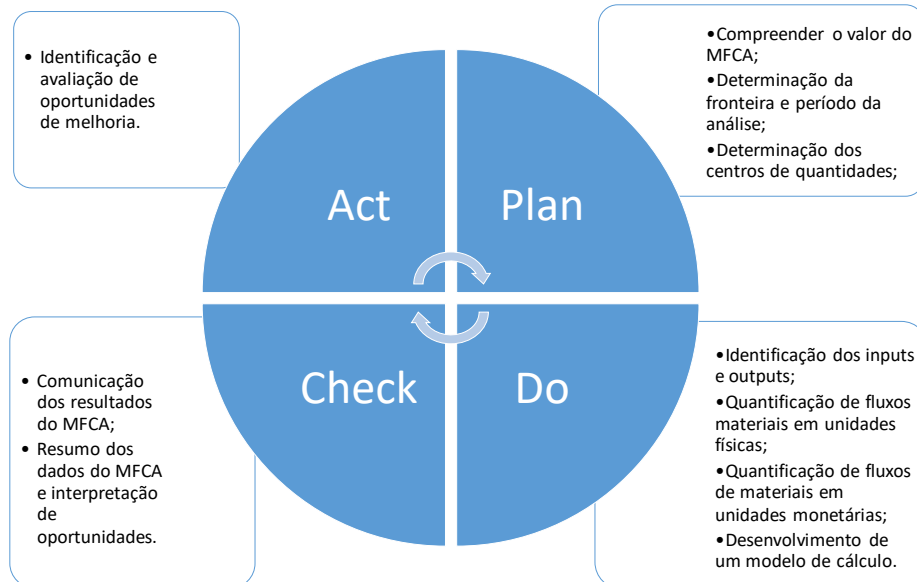 • Identificação e
avaliação de
oportunidades
de melhoria.
•Compreender o valor do
MFCA;
•Determinação da
fronteira e período da
análise;
•Determinação dos
centros de quantidades;
Act
Plan
Check
Do
• Comunicação
dos resultados
do MFCA;
• Resumo dos
dados do MFCA
e interpretação
de
oportunidades.
•Identificação dos inputs
e outputs;
•Quantificação de fluxos
materiais em unidades
físicas;
•Quantificação de fluxos
de materiais em
unidades monetárias;
•Desenvolvimento de
um modelo de cálculo.